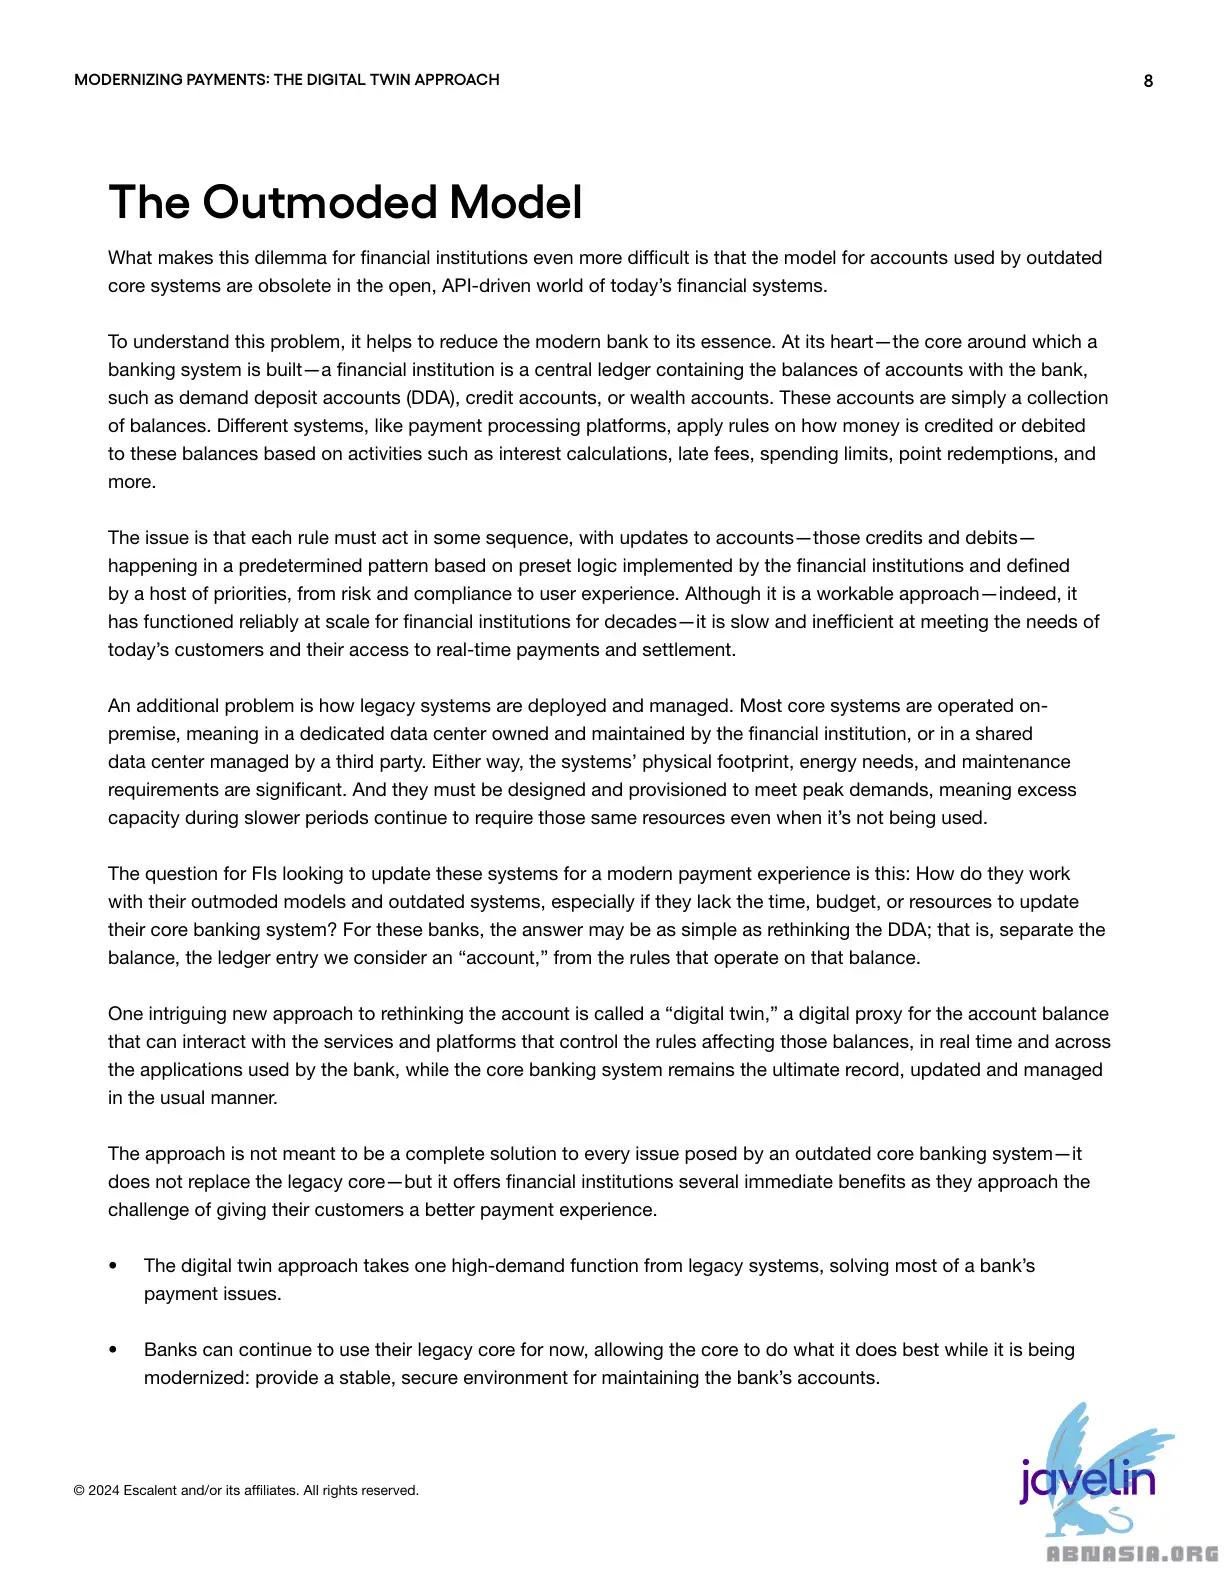 MODERNIZING PAYMENTS: THE DIGITAL TWIN APPROACH
8
The Outmoded Model
What makes this dilemma for financial institutions even more difficult is that the model for accounts used by outdated
core systems are obsolete in the open, API-driven world of today’s financial systems.
To understand this problem, it helps to reduce the modern bank to its essence. At its heart—the core around which a
banking system is built—a financial institution is a central ledger containing the balances of accounts with the bank,
such as demand deposit accounts (DDA), credit accounts, or wealth accounts. These accounts are simply a collection
of balances. Different systems, like payment processing platforms, apply rules on how money is credited or debited
to these balances based on activities such as interest calculations, late fees, spending limits, point redemptions, and
more.
The issue is that each rule must act in some sequence, with updates to accounts—those credits and debits—
happening in a predetermined pattern based on preset logic implemented by the financial institutions and defined
by a host of priorities, from risk and compliance to user experience. Although it is a workable approach—indeed, it
has functioned reliably at scale for financial institutions for decades—it is slow and inefficient at meeting the needs of
today’s customers and their access to real-time payments and settlement.
An additional problem is how legacy systems are deployed and managed. Most core systems are operated on-
premise, meaning in a dedicated data center owned and maintained by the financial institution, or in a shared
data center managed by a third party. Either way, the systems’ physical footprint, energy needs, and maintenance
requirements are significant. And they must be designed and provisioned to meet peak demands, meaning excess
capacity during slower periods continue to require those same resources even when it’s not being used.
The question for FIs looking to update these systems for a modern payment experience is this: How do they work
with their outmoded models and outdated systems, especially if they lack the time, budget, or resources to update
their core banking system? For these banks, the answer may be as simple as rethinking the DDA; that is, separate the
balance, the ledger entry we consider an “account,” from the rules that operate on that balance.
One intriguing new approach to rethinking the account is called a “digital twin,” a digital proxy for the account balance
that can interact with the services and platforms that control the rules affecting those balances, in real time and across
the applications used by the bank, while the core banking system remains the ultimate record, updated and managed
in the usual manner.
The approach is not meant to be a complete solution to every issue posed by an outdated core banking system—it
does not replace the legacy core—but it offers financial institutions several immediate benefits as they approach the
challenge of giving their customers a better payment experience.
• The digital twin approach takes one high-demand function from legacy systems, solving most of a bank’s
payment issues.
• Banks can continue to use their legacy core for now, allowing the core to do what it does best while it is being
modernized: provide a stable, secure environment for maintaining the bank’s accounts.
© 2024 Escalent and/or its affiliates. All rights reserved.
javelin
ABNASIA.ORG